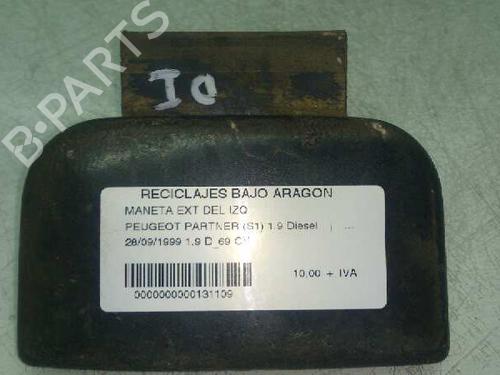 B-PARTS
IO
RECICLAJES BAJO ARAGON
MANETA EXT DEL IZQ
PEUGEOT PARTNER (S1) 1.9 Diesel | ...
28/09/1999 1.9 D_69 CV
10,00 + IVA
0000000000131109